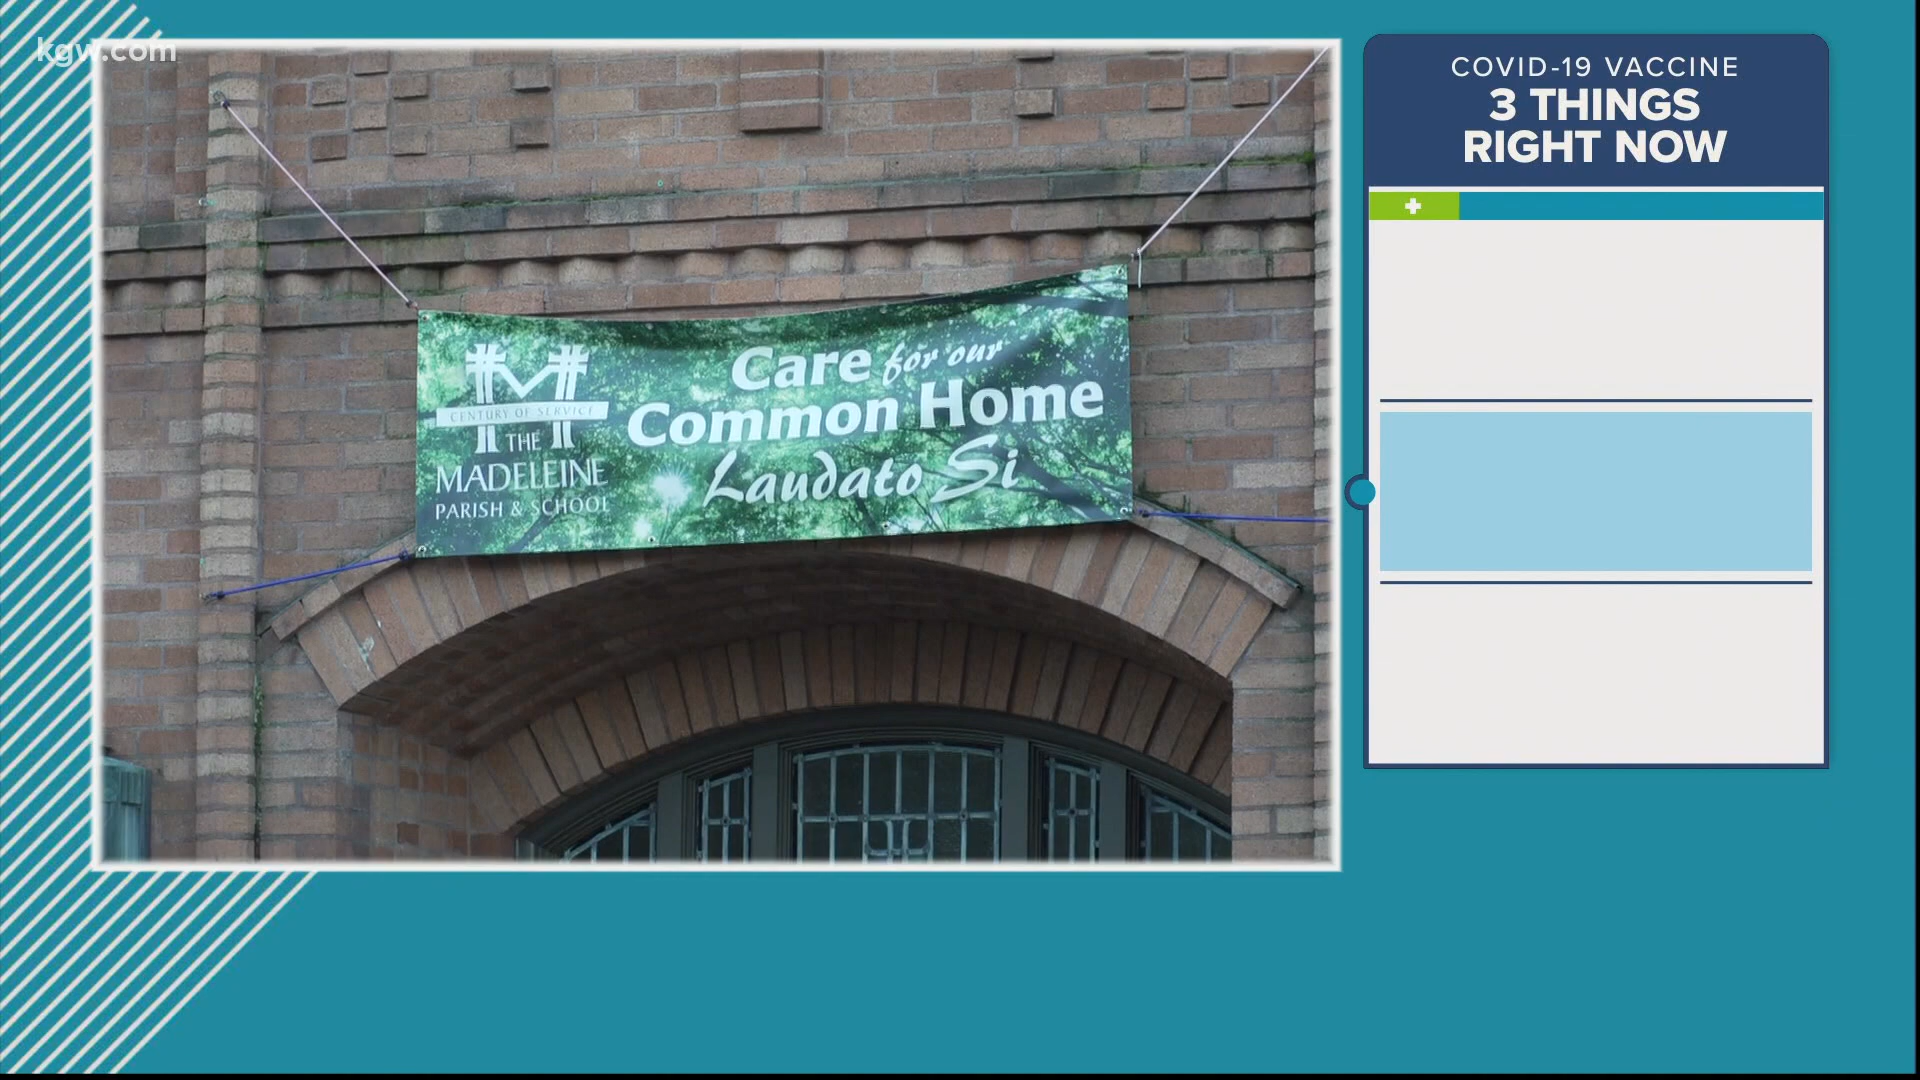 kgw.com
COVID-19 VACCINE
3 THINGS
RIGHT NOW
Care for our
Common Home
Laudato Si
CENTURY OF SERVICE
THE
MADELEINE
PARISH & SCHOOL